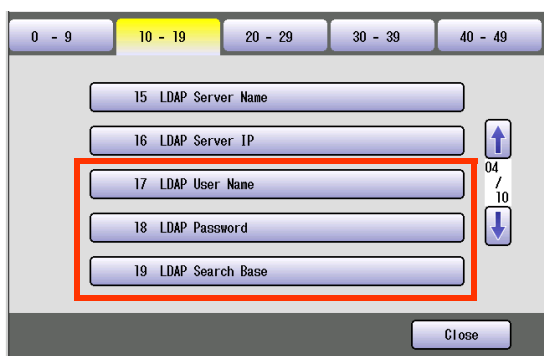 0 - 9 10 - 19 20 - 29 30 - 39 40 - 49
15 LDAP Server Name
16 LDAP Server IP
17 LDAP User Name
18 LDAP Password
19 LDAP Search Base
04
/
10
Close